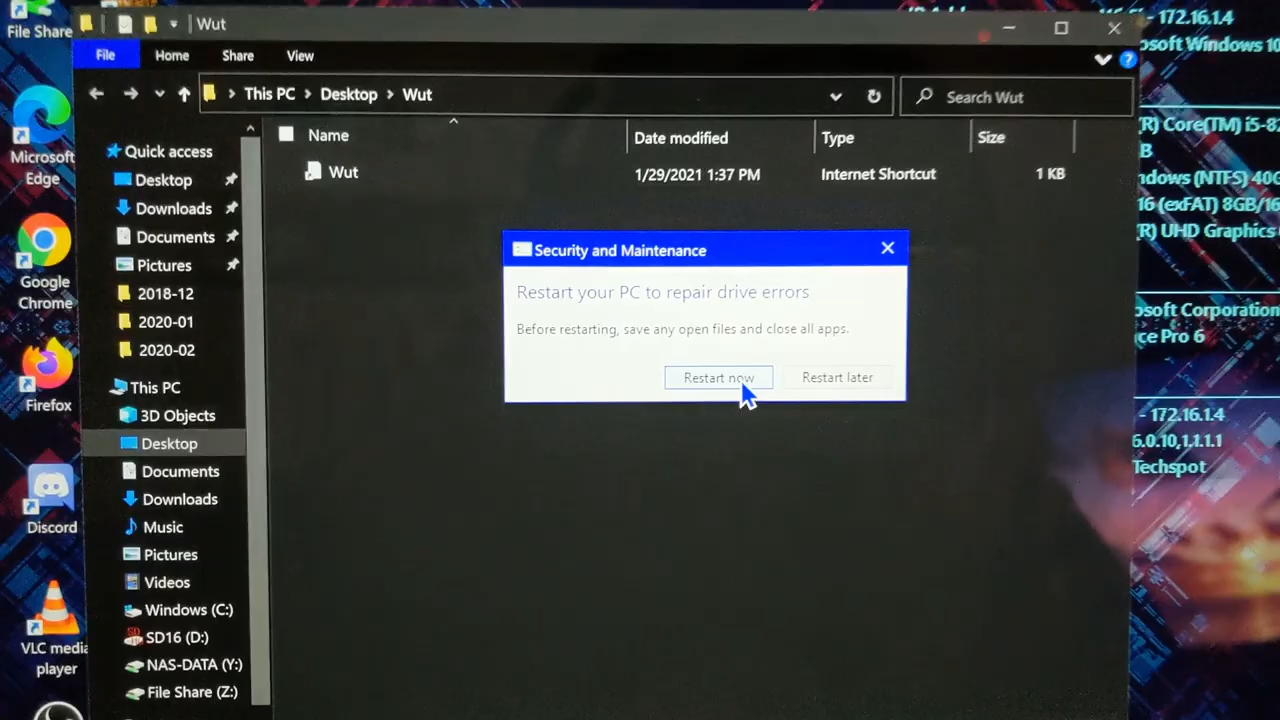 File Share
Wut
File
Home
Share
View
?
This PC > Desktop > Wut
Search Wut
Name
Date modified
Type
Size
Wut
1/29/2021 1:37 PM
Internet Shortcut
1 KB
Security and Maintenance
Restart your PC to repair drive errors
Before restarting, save any open files and close all apps.
Restart now
Restart later
Quick access
Desktop
Downloads
Documents
Pictures
2018-12
2020-01
2020-02
This PC
3D Objects
Desktop
Documents
Downloads
Music
Pictures
Videos
Windows (C:)
SD16 (D:)
NAS-DATA (Y:)
File Share (Z:)
Microsoft
Edge
Google
Chrome
Firefox
Discord
VLC media
player
- 172.16.1.4
osoft Windows 10
(R) Core(TM) i5-8
B
ndows (NTFS) 40G
16 (exFAT) 8GB/16
(R) UHD Graphics
osoft Corporation
ce Pro 6
- 172.16.1.4
6.0.10,1.1.1.1
Techspot